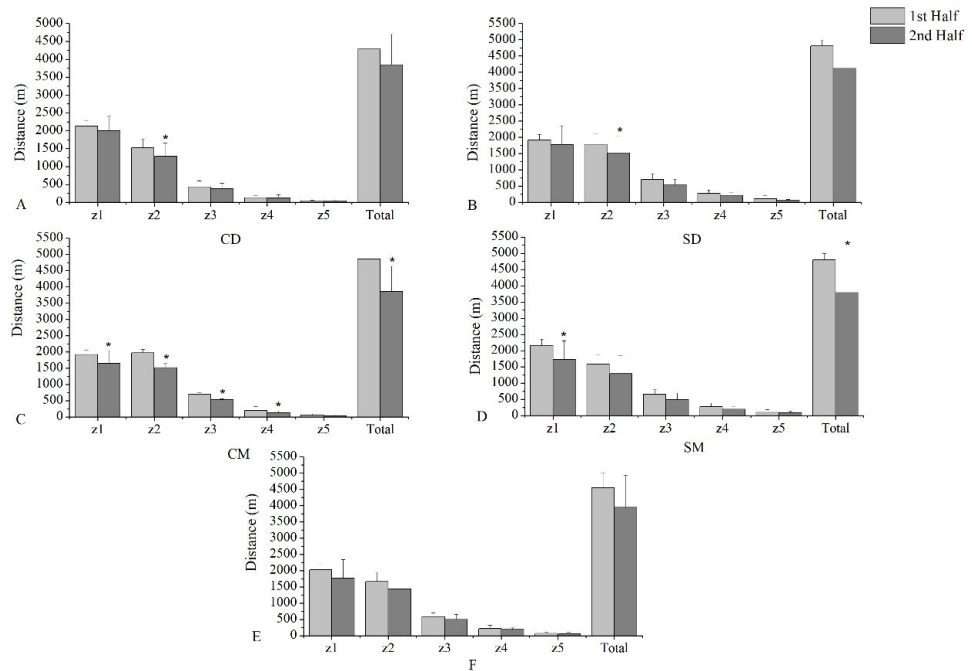 1st Half
2nd Half
5000
4500
4000
3500
3000
2500
2000
1500
1000
500
0
Distance (m)
*
A
z1 z2 z3 z4 z5 Total
CD
5500
5000
4500
4000
3500
3000
2500
2000
1500
1000
500
0
Distance (m)
*
B
z1 z2 z3 z4 z5 Total
SD
5500
5000
4500
4000
3500
3000
2500
2000
1500
1000
500
0
Distance (m)
* * * * *
C
z1 z2 z3 z4 z5 Total
CM
5500
5000
4500
4000
3500
3000
2500
2000
1500
1000
500
0
Distance (m)
* *
D
z1 z2 z3 z4 z5 Total
SM
5500
5000
4500
4000
3500
3000
2500
2000
1500
1000
500
0
Distance (m)
E
z1 z2 z3 z4 z5 Total
F